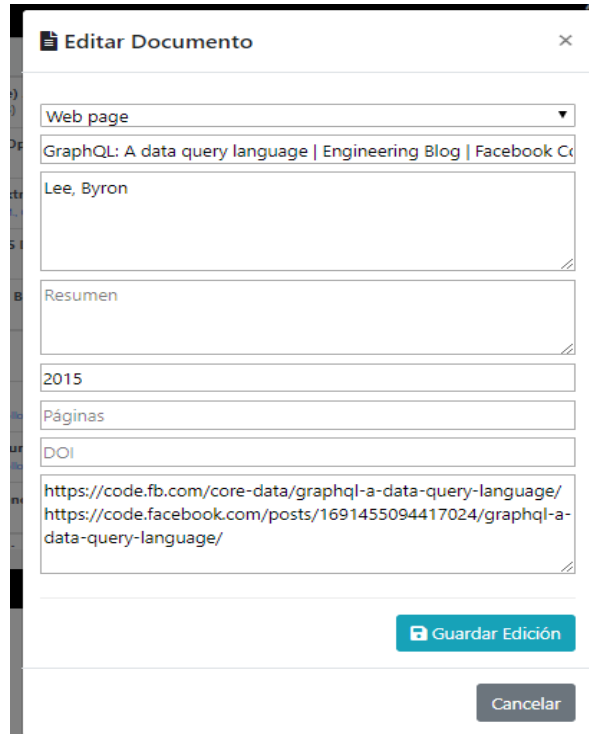 Editar Documento
×
Web page
GraphQL: A data query language | Engineering Blog | Facebook
Lee, Byron
Resumen
2015
Páginas
DOI
https://code.fb.com/core-data/graphql-a-data-query-language/
https://code.facebook.com/posts/1691455094417024/graphql-a-
data-query-language/
Guardar Edición
Cancelar